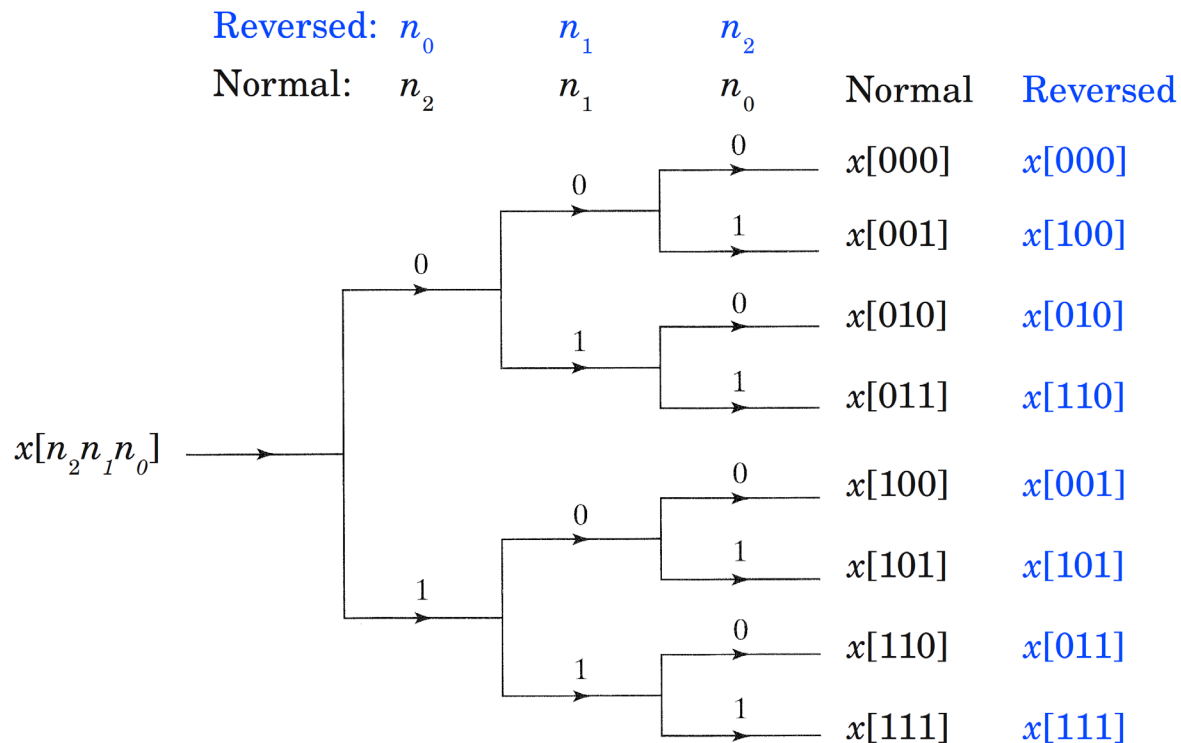 Reversed: n₀ n₁ n₂
Normal: n₂ n₁ n₀ Normal Reversed
0 x[000] x[000]
0
1 x[001] x[100]
0
0 x[010] x[010]
1
1 x[011] x[110]
x[n₂n₁n₀]
0 x[100] x[001]
0
1 x[101] x[101]
1
0 x[110] x[011]
1
1 x[111] x[111]